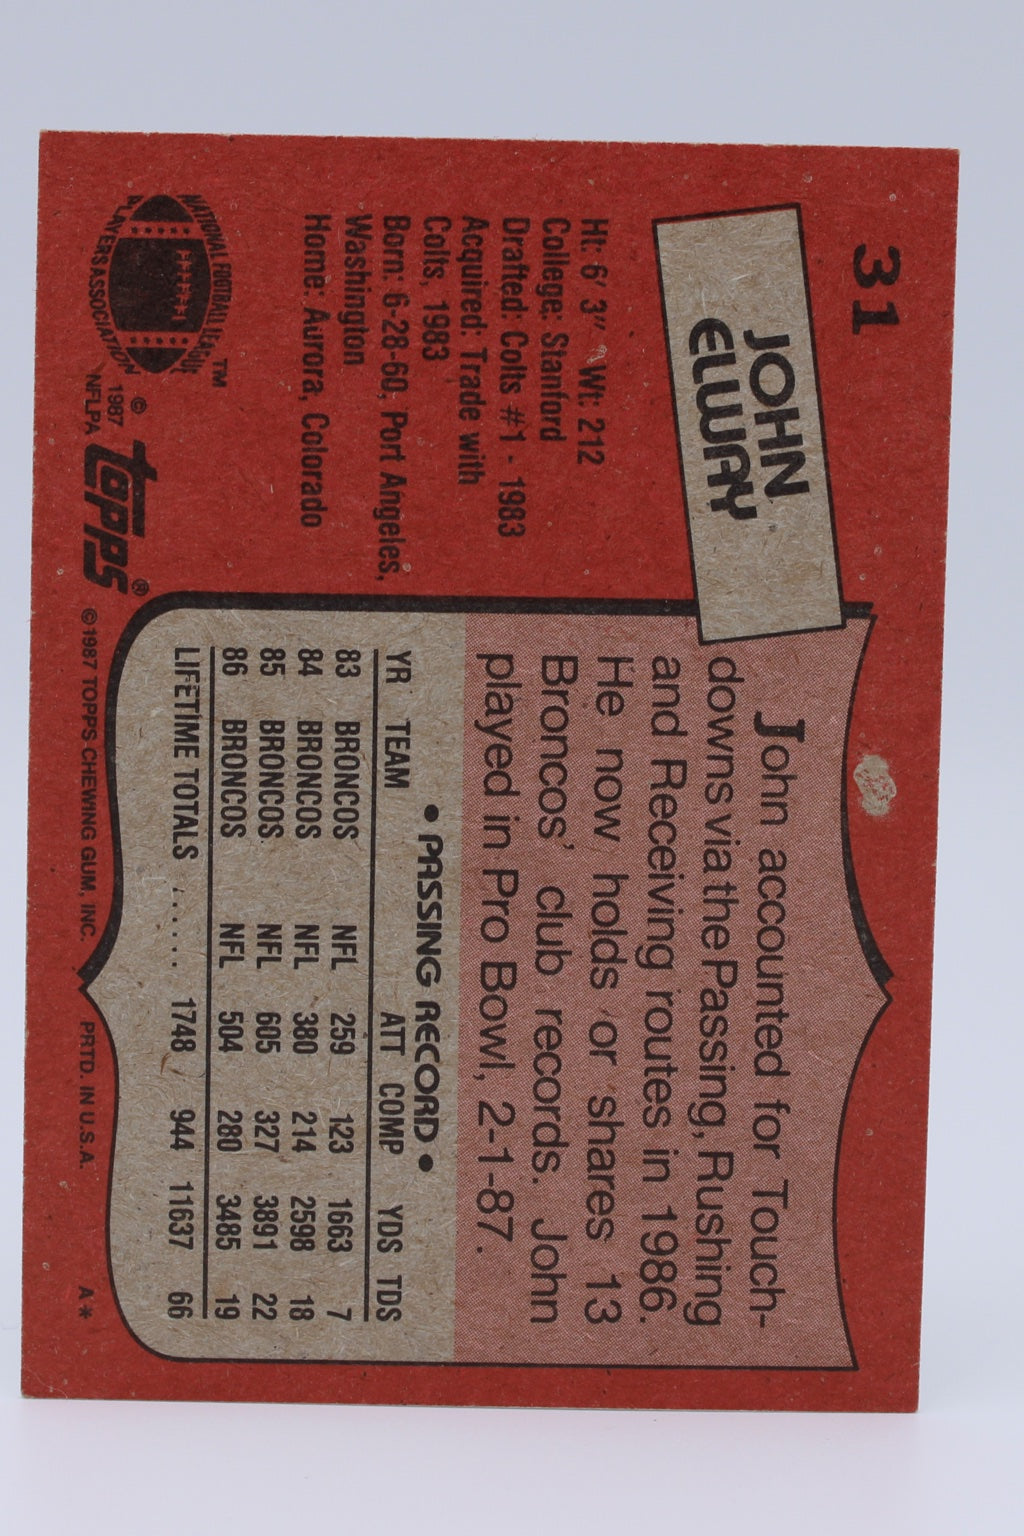 31
JOHN
ELWAY
Ht: 6' 3" Wt: 212
College: Stanford
Drafted: Colts #1 - 1983
Acquired: Trade with
Colts, 1983
Born: 6-28-60, Port Angeles,
Washington
Home: Aurora, Colorado
NATIONAL FOOTBALL LEAGUE
PLAYERS ASSOCIATION
TM
©
1987
NFLPA
topps®
John accounted for Touch-
downs via the Passing, Rushing
and Receiving routes in 1986.
He now holds or shares 13
Broncos' club records. John
played in Pro Bowl, 2-1-87.
• PASSING RECORD •
YR TEAM ATT COMP YDS TDS
83 BRONCOS NFL 259 123 1663 7
84 BRONCOS NFL 380 214 2598 18
85 BRONCOS NFL 605 327 3891 22
86 BRONCOS NFL 504 280 3485 19
LIFETIME TOTALS ...... 1748 944 11637 66
© 1987 TOPPS CHEWING GUM, INC. PRTD. IN U.S.A. A*